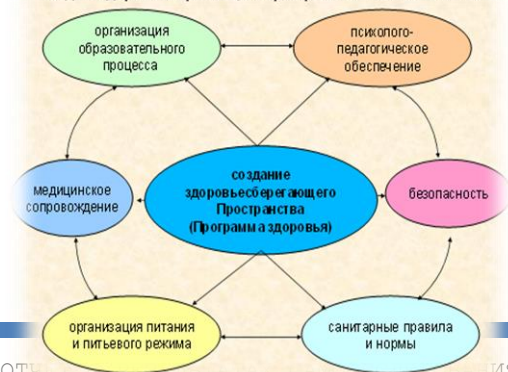 организация
образовательного
процесса
психолого-
педагогическое
обеспечение
медицинское
сопровождение
создание
здоровьесберегающего
Пространства
(Программа здоровья)
безопасность
организация питания
и питьевого режима
санитарные правила
и нормы